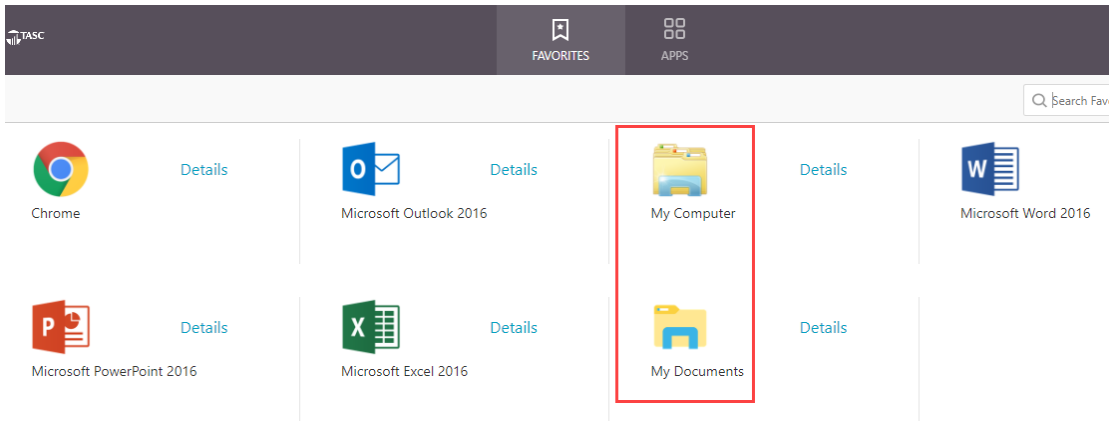 TASC
FAVORITES
APPS
Search Fav
Details
Details
Details
Chrome
Microsoft Outlook 2016
My Computer
W
Microsoft Word 2016
O
P
Details
X
Details
Details
Microsoft PowerPoint 2016
Microsoft Excel 2016
My Documents